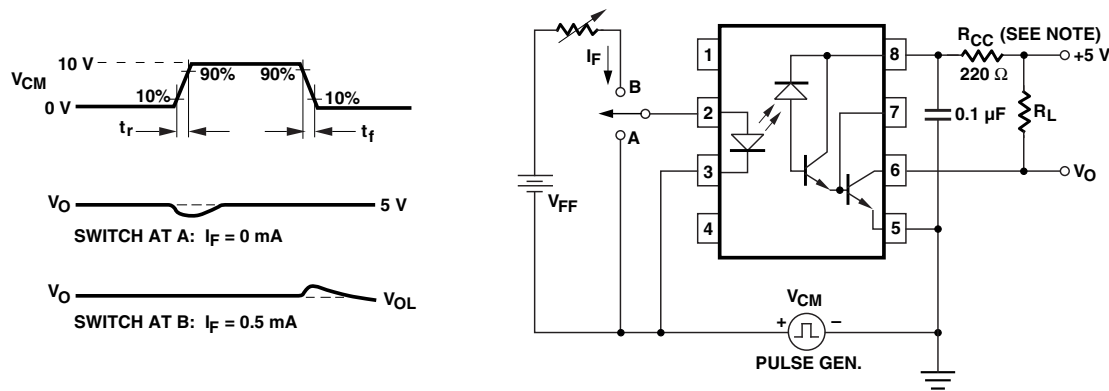 V_CM
10 V
0 V
10%
90%
90%
10%
t_r
t_f
V_O
5 V
SWITCH AT A: I_F = 0 mA
V_O
V_OL
SWITCH AT B: I_F = 0.5 mA
I_F
B
A
V_FF
1
2
3
4
8
7
6
5
R_CC (SEE NOTE)
220 Ω
+5 V
0.1 µF
R_L
V_O
V_CM
+
–
PULSE GEN.